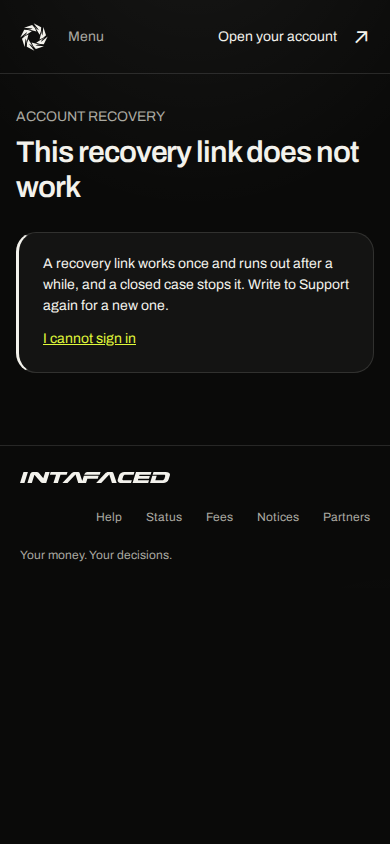 Menu
Open your account
ACCOUNT RECOVERY
This recovery link does not
work
A recovery link works once and runs out after a
while, and a closed case stops it. Write to Support
again for a new one.
I cannot sign in
INTAFACED
Help Status Fees Notices Partners
Your money. Your decisions.